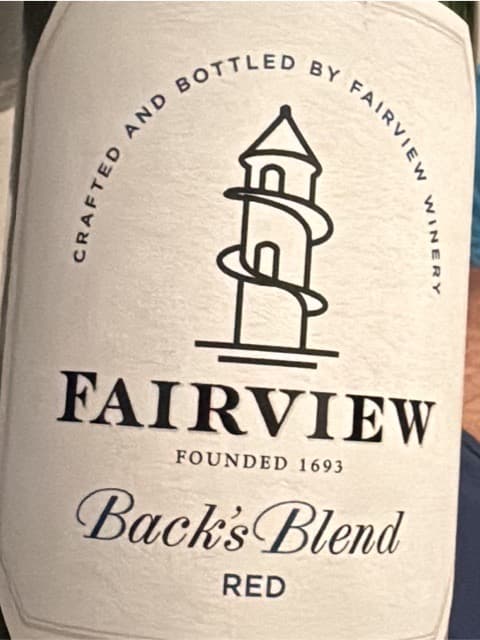 CRAFTED AND BOTTLED BY FAIRVIEW WINERY
FAIRVIEW
FOUNDED 1693
Back's Blend
RED